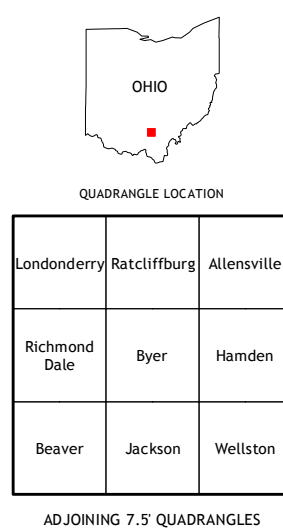 OHIO
QUADRANGLE LOCATION
Londonderry Ratcliffburg Allensville
Richmond
Dale
Byer Hamden
Beaver Jackson Wellston
ADJOINING 7.5' QUADRANGLES